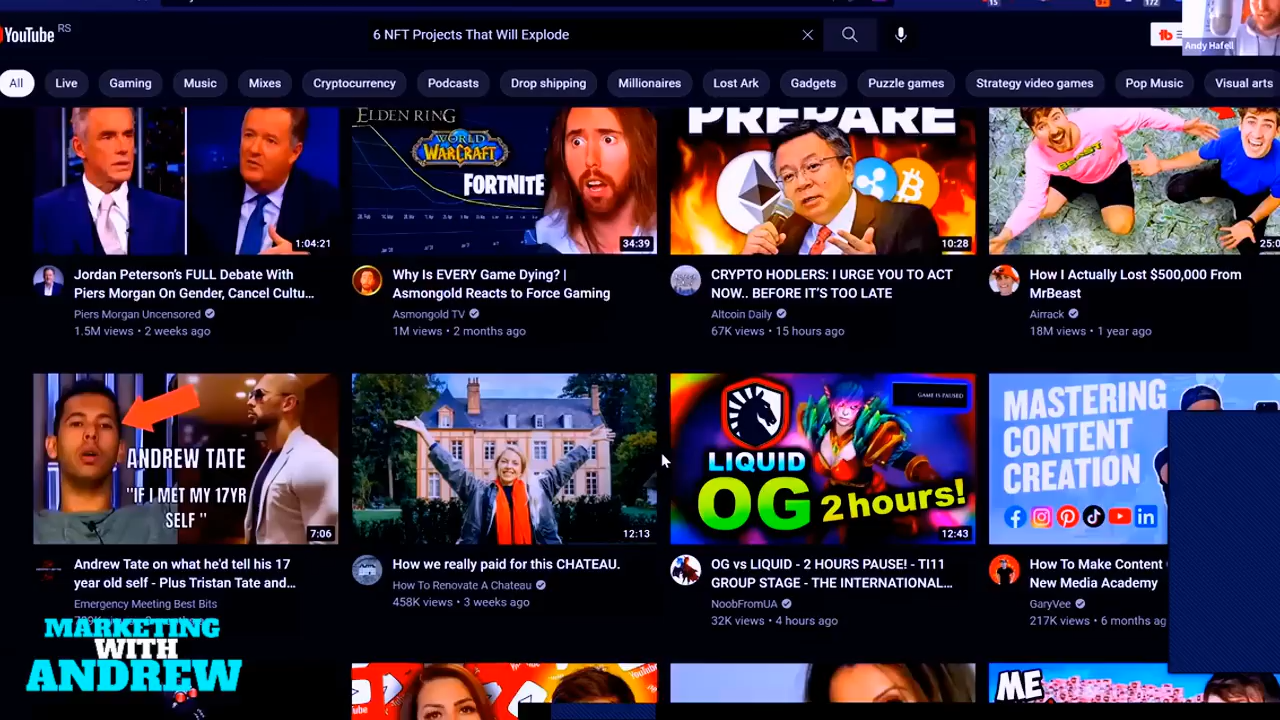 YouTube RS
6 NFT Projects That Will Explode
Andy Hafell
All
Live
Gaming
Music
Mixes
Cryptocurrency
Podcasts
Drop shipping
Millionaires
Lost Ark
Gadgets
Puzzle games
Strategy video games
Pop Music
Visual arts
1:04:21
ELDEN RING
WORLD
WARCRAFT
FORTNITE
34:39
PREPARE
10:28
25:0
Jordan Peterson's FULL Debate With
Piers Morgan On Gender, Cancel Cultu...
Piers Morgan Uncensored
1.5M views • 2 weeks ago
Why Is EVERY Game Dying? |
Asmongold Reacts to Force Gaming
Asmongold TV
1M views • 2 months ago
CRYPTO HODLERS: I URGE YOU TO ACT
NOW.. BEFORE IT'S TOO LATE
Altcoin Daily
67K views • 15 hours ago
How I Actually Lost $500,000 From
MrBeast
Airrack
18M views • 1 year ago
ANDREW TATE
"IF I MET MY 17YR
SELF "
7:06
12:13
GAME IS PAUSED
LIQUID
OG 2 hours!
12:43
MASTERING
CONTENT
CREATION
Andrew Tate on what he'd tell his 17
year old self - Plus Tristan Tate and...
Emergency Meeting Best Bits
How we really paid for this CHATEAU.
How To Renovate A Chateau
458K views • 3 weeks ago
OG vs LIQUID - 2 HOURS PAUSE! - TI11
GROUP STAGE - THE INTERNATIONAL...
NoobFromUA
32K views • 4 hours ago
How To Make Content
New Media Academy
GaryVee
217K views • 6 months ag
MARKETING
WITH
ANDREW
YouTube
ME